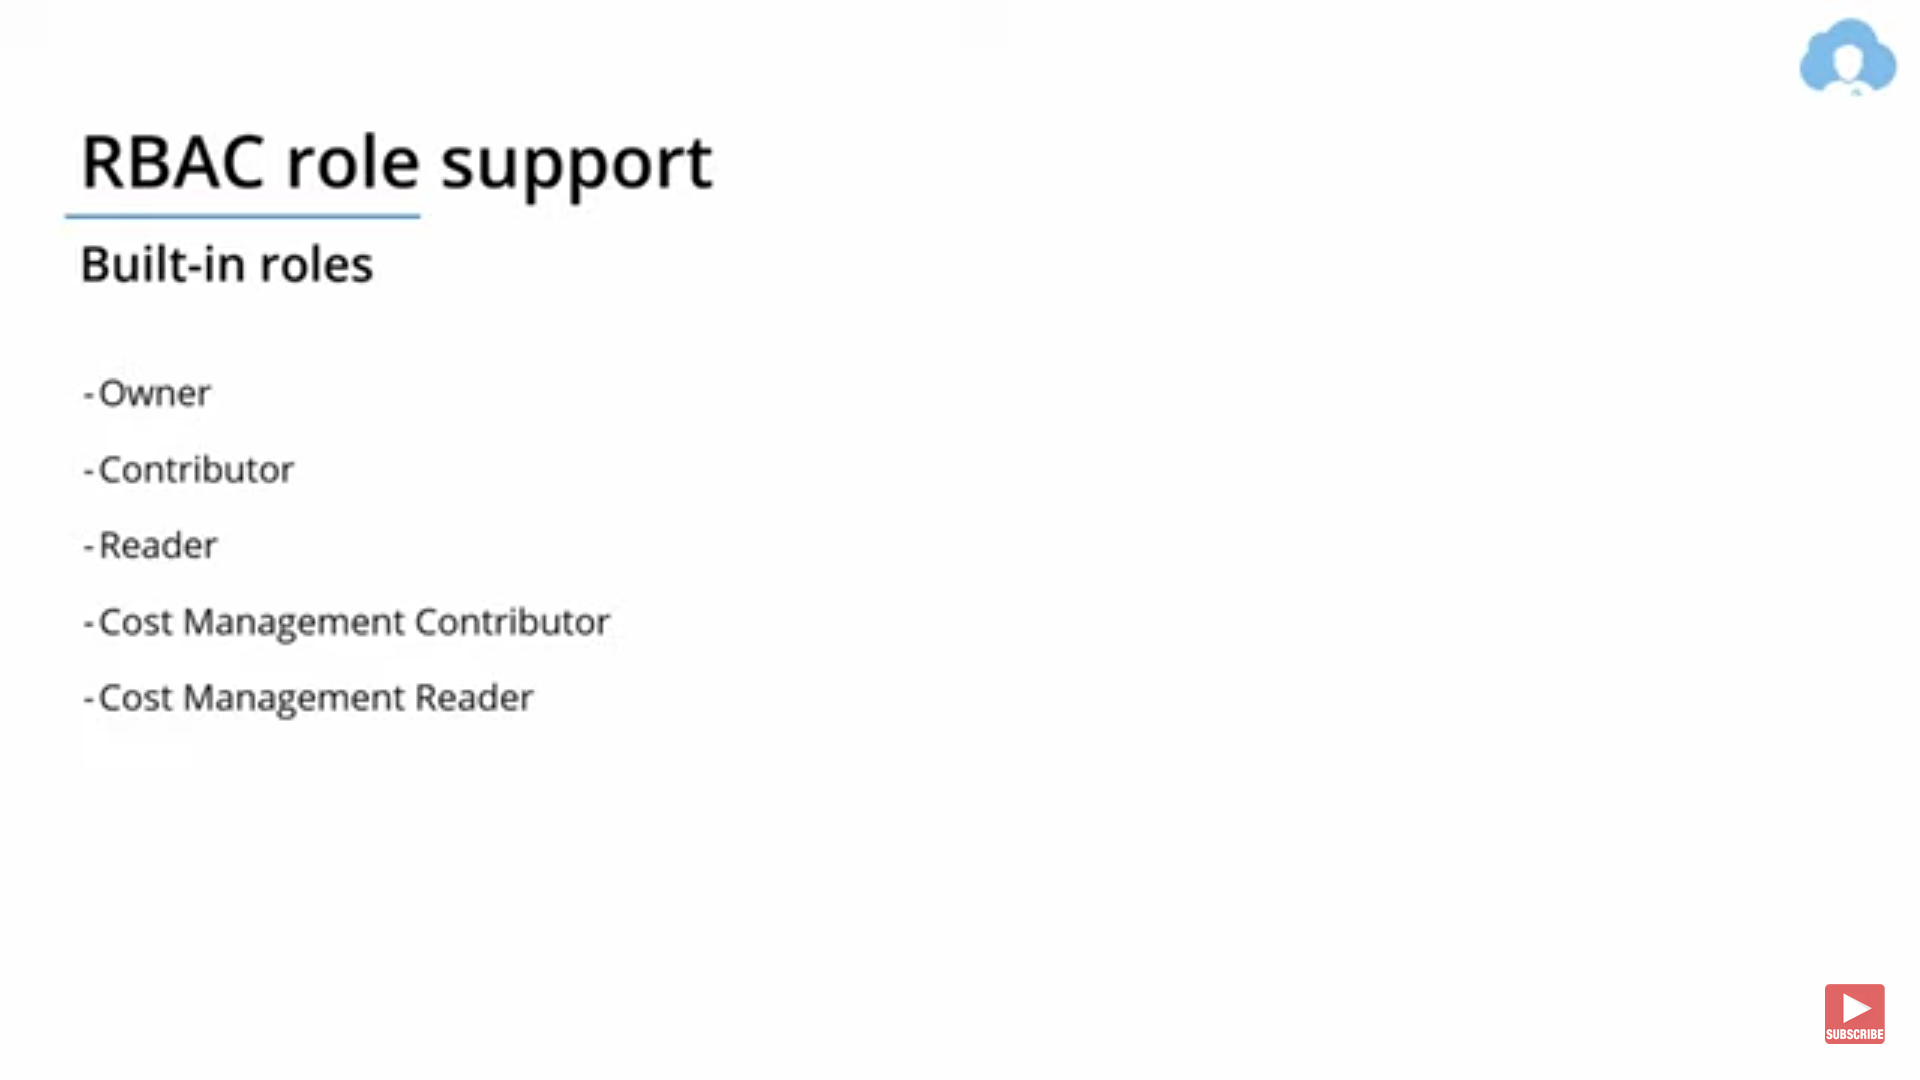 RBAC role support
Built-in roles
- Owner
- Contributor
- Reader
- Cost Management Contributor
- Cost Management Reader
SUBSCRIBE